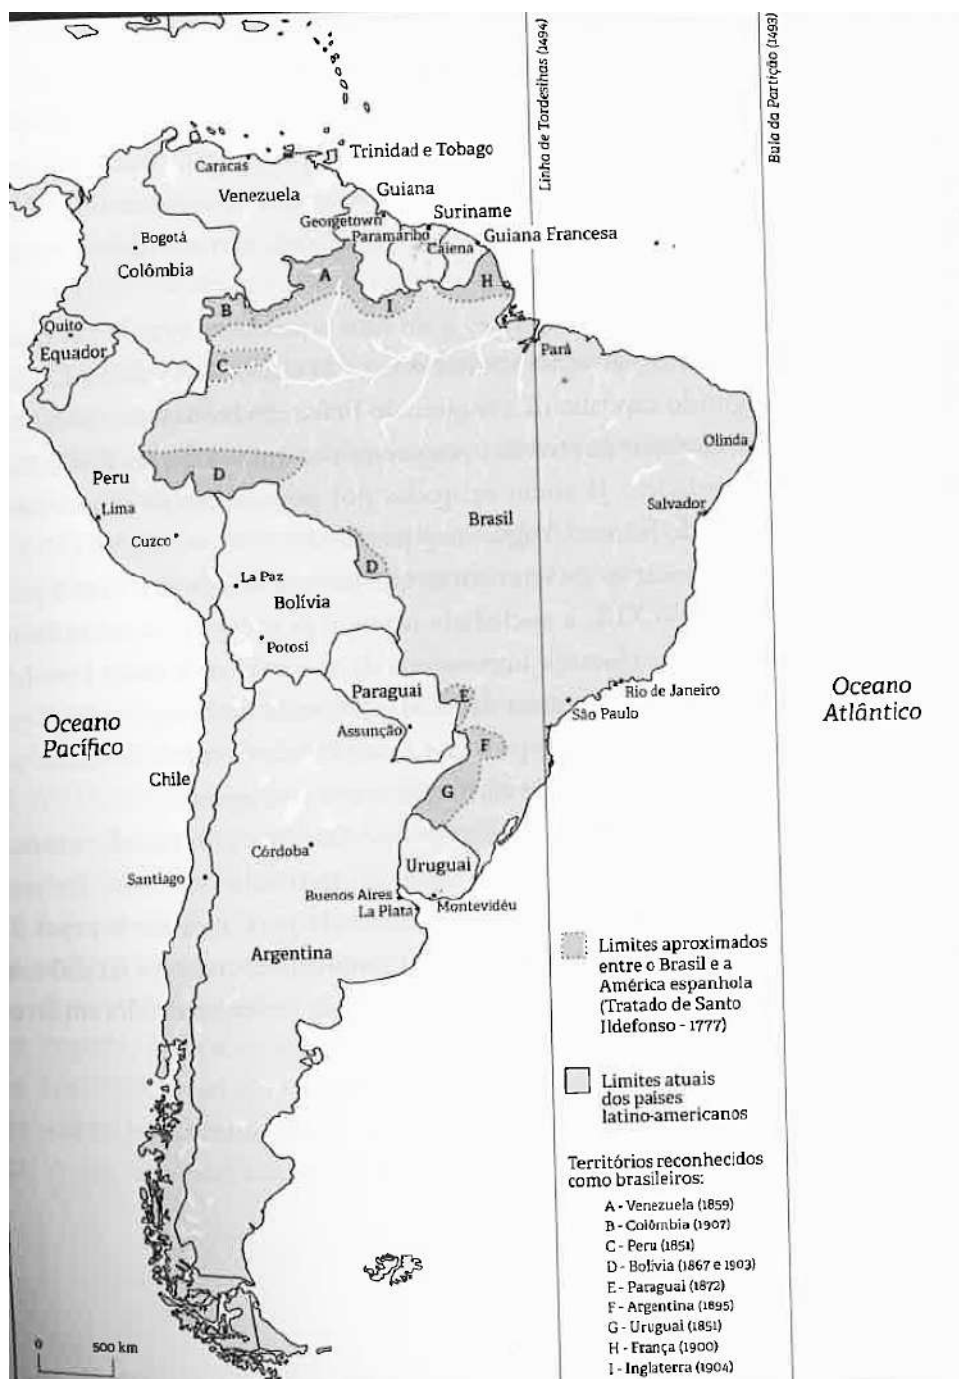 Linha de Tordesilhas (1494)
Bula da Partição (1493)
Trinidad e Tobago
Caracas
Venezuela
Guiana
Georgetown
Suriname
Paramaribo
Caiena
Guiana Francesa
Bogotá
Colômbia
A
H
B
I
Quito
Equador
C
Pará
Olinda
Peru
D
Lima
Brasil
Salvador
Cuzco
D
La Paz
Bolívia
Potosi
Paraguai
E
Rio de Janeiro
São Paulo
Assunção
F
Oceano
Pacífico
Oceano
Atlântico
Chile
G
Córdoba
Uruguai
Santiago
Buenos Aires
La Plata
Montevidéu
Argentina
Limites aproximados
entre o Brasil e a
América espanhola
(Tratado de Santo
Ildefonso - 1777)
Limites atuais
dos países
latino-americanos
Territórios reconhecidos
como brasileiros:
A - Venezuela (1859)
B - Colômbia (1907)
C - Peru (1851)
D - Bolívia (1867 e 1903)
E - Paraguai (1872)
F - Argentina (1895)
G - Uruguai (1851)
H - França (1900)
I - Inglaterra (1904)
0 500 km